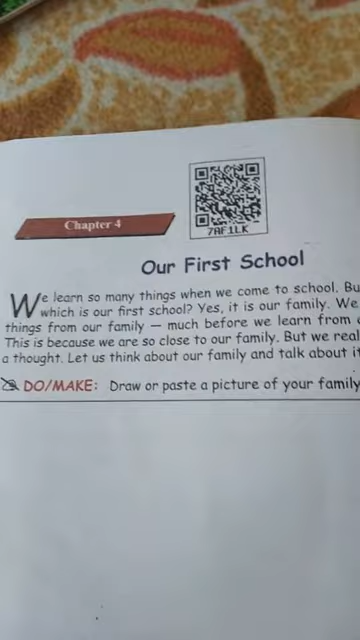 7AF1LK
Chapter 4
Our First School
We learn so many things when we come to school. Bu
which is our first school? Yes, it is our family. We
things from our family — much before we learn from
This is because we are so close to our family. But we real
a thought. Let us think about our family and talk about it
DO/MAKE: Draw or paste a picture of your family